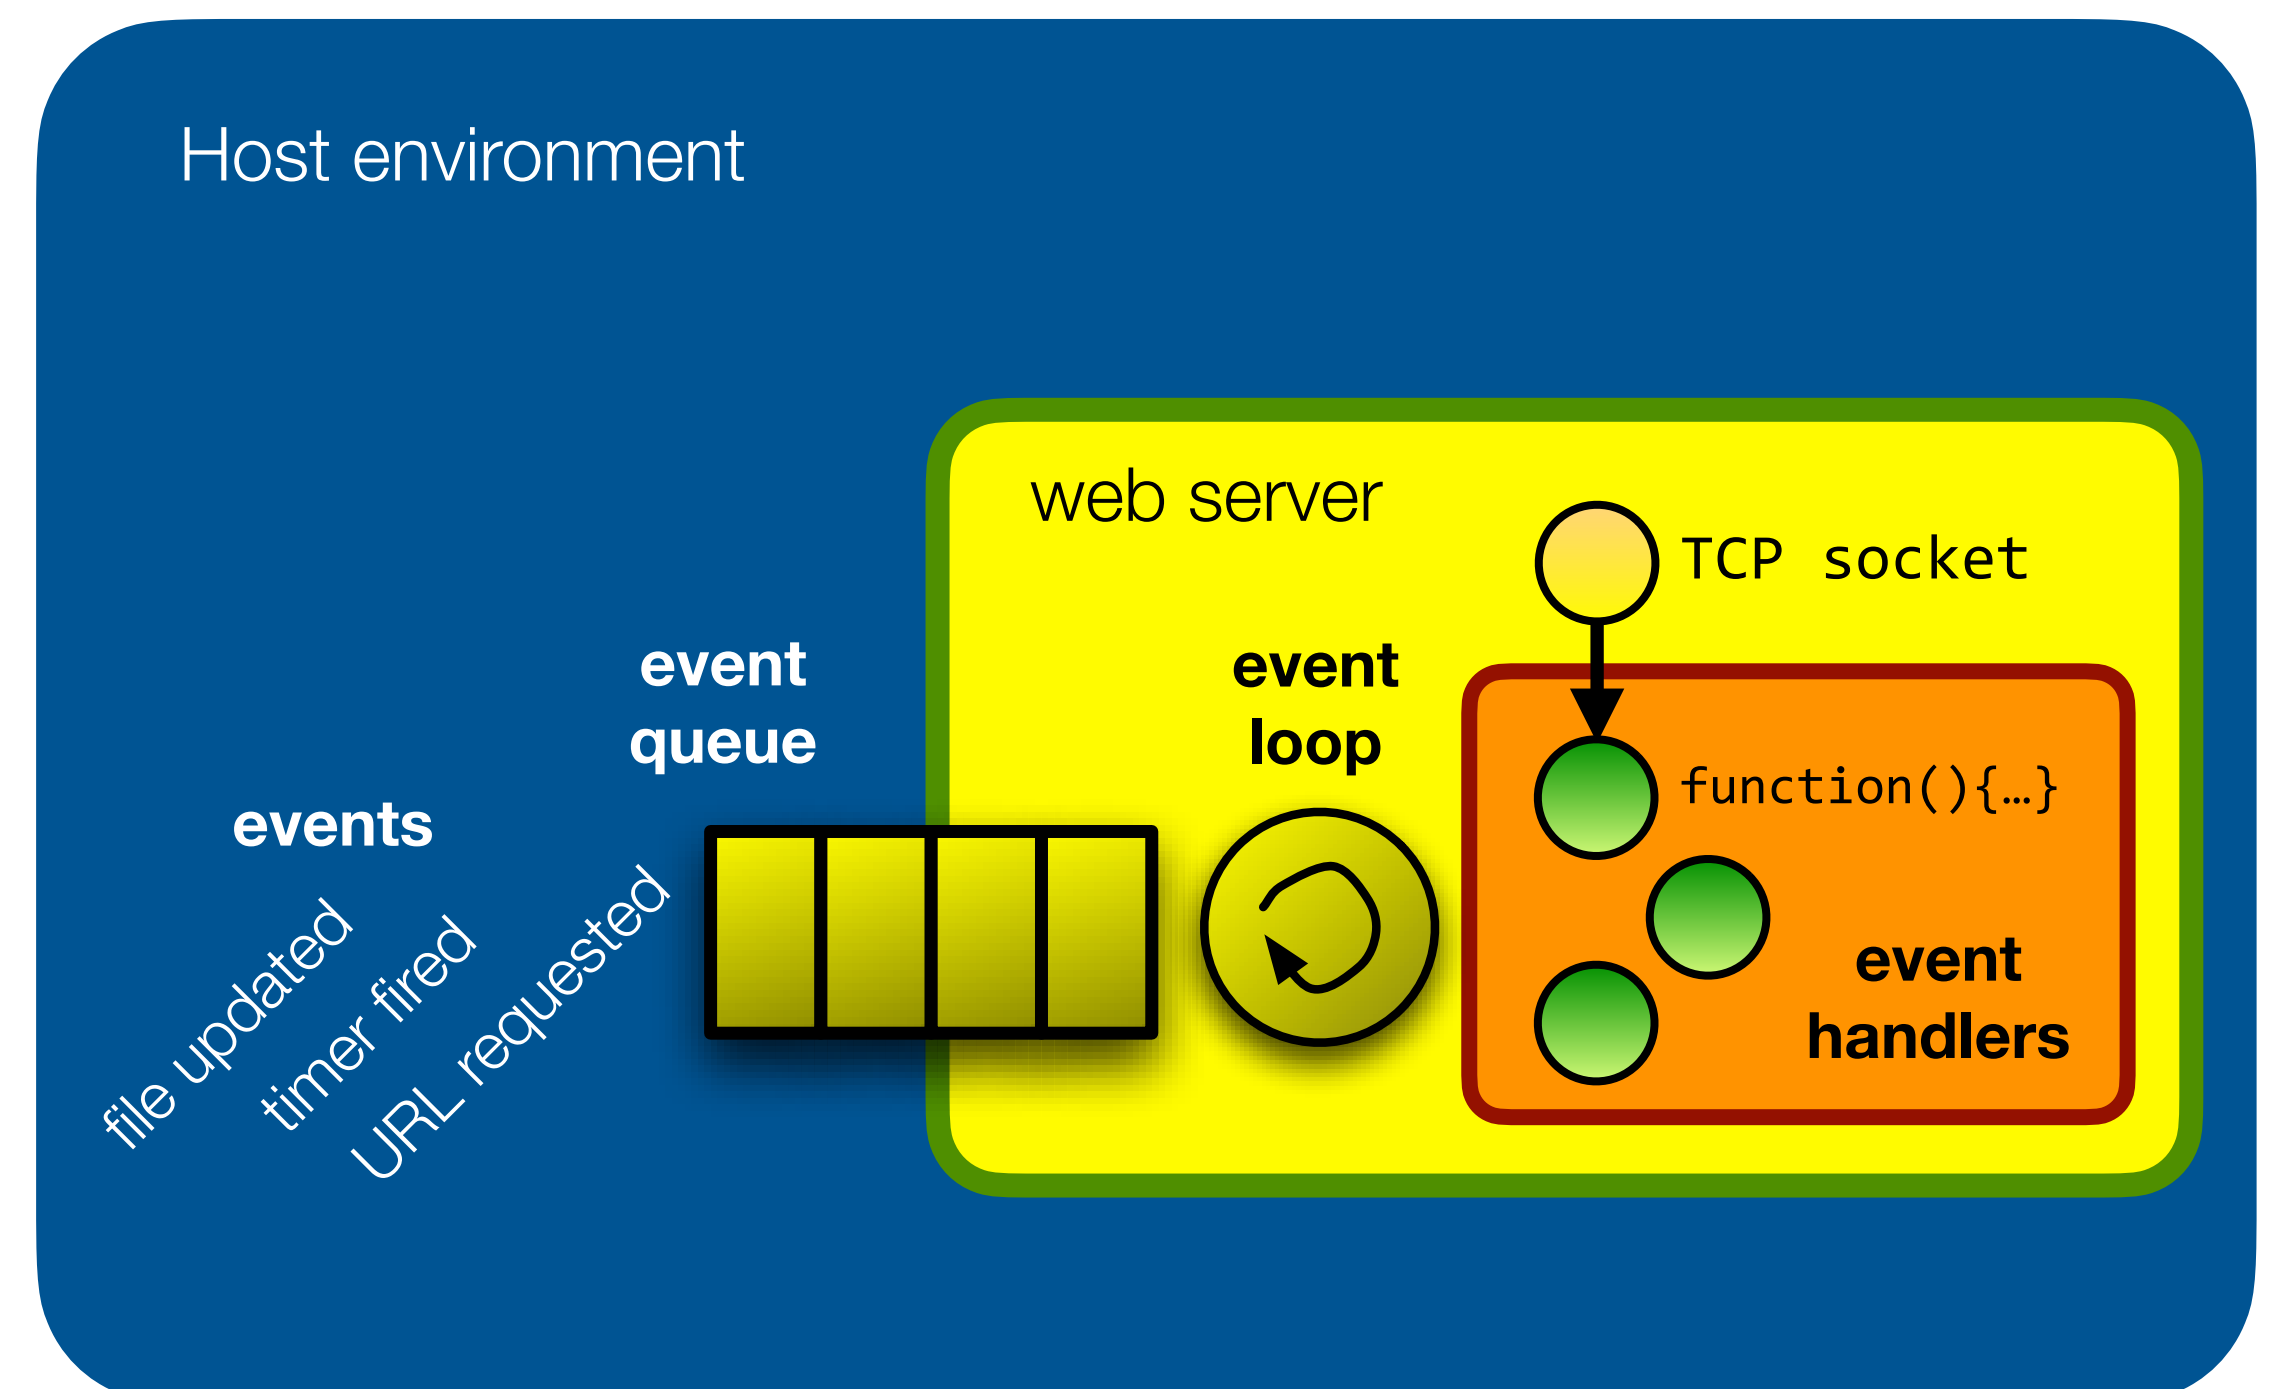 Host environment
web server
TCP socket
event
queue
event
loop
function(){…}
events
file updated
timer fired
URL requested
event
handlers